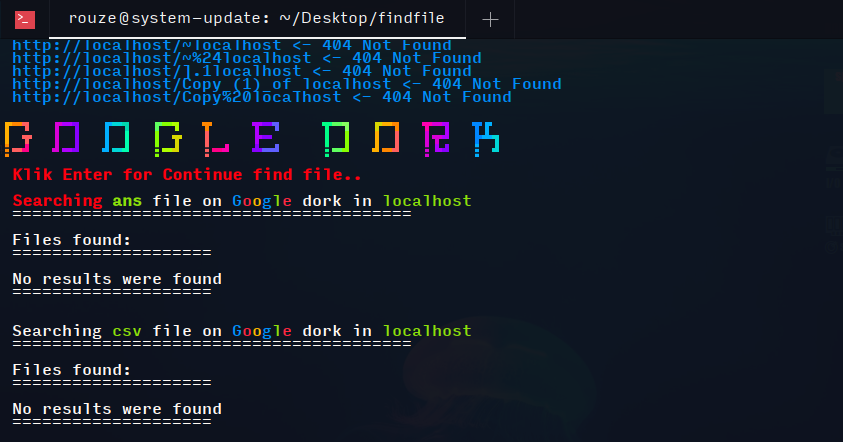 rouze@system-update: ~/Desktop/findfile
http://localhost/~localhost <- 404 Not Found
http://localhost/~%24localhost <- 404 Not Found
http://localhost/].1localhost <- 404 Not Found
http://localhost/Copy (1) of localhost <- 404 Not Found
http://localhost/Copy%20localhost <- 404 Not Found
GOOGLE DORK
Klik Enter for Continue find file..
Searching ans file on Google dork in localhost
========================================
Files found:
====================
No results were found
====================
Searching csv file on Google dork in localhost
========================================
Files found:
====================
No results were found
====================